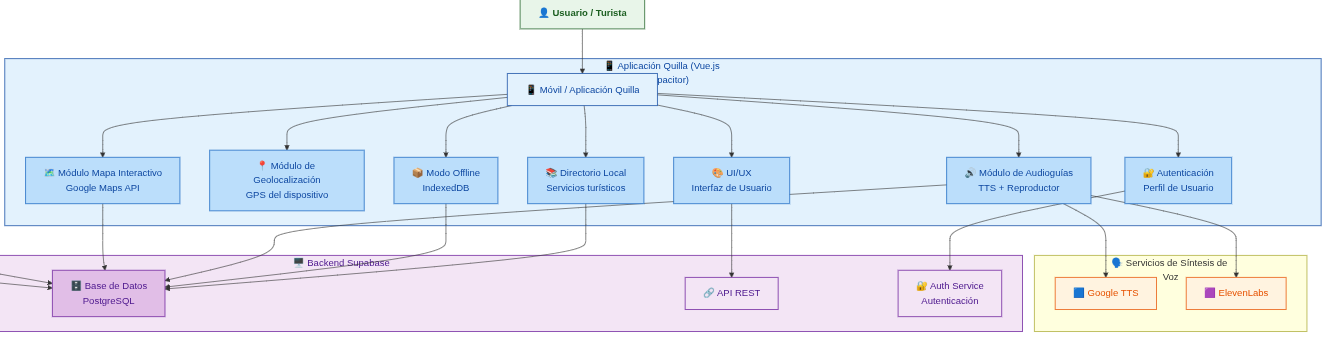 👤 Usuario / Turista
📱 Aplicación Quilla (Vue.js
pacitor)
📱 Móvil / Aplicación Quilla
🗺️ Módulo Mapa Interactivo
Google Maps API
📍 Módulo de
Geolocalización
GPS del dispositivo
📦 Modo Offline
IndexedDB
📚 Directorio Local
Servicios turísticos
🎨 UI/UX
Interfaz de Usuario
🔊 Módulo de Audioguías
TTS + Reproductor
🔐 Autenticación
Perfil de Usuario
🖥️ Backend Supabase
🗄️ Base de Datos
PostgreSQL
🔗 API REST
🔐 Auth Service
Autenticación
🗣️ Servicios de Síntesis de
Voz
🟦 Google TTS
🟪 ElevenLabs